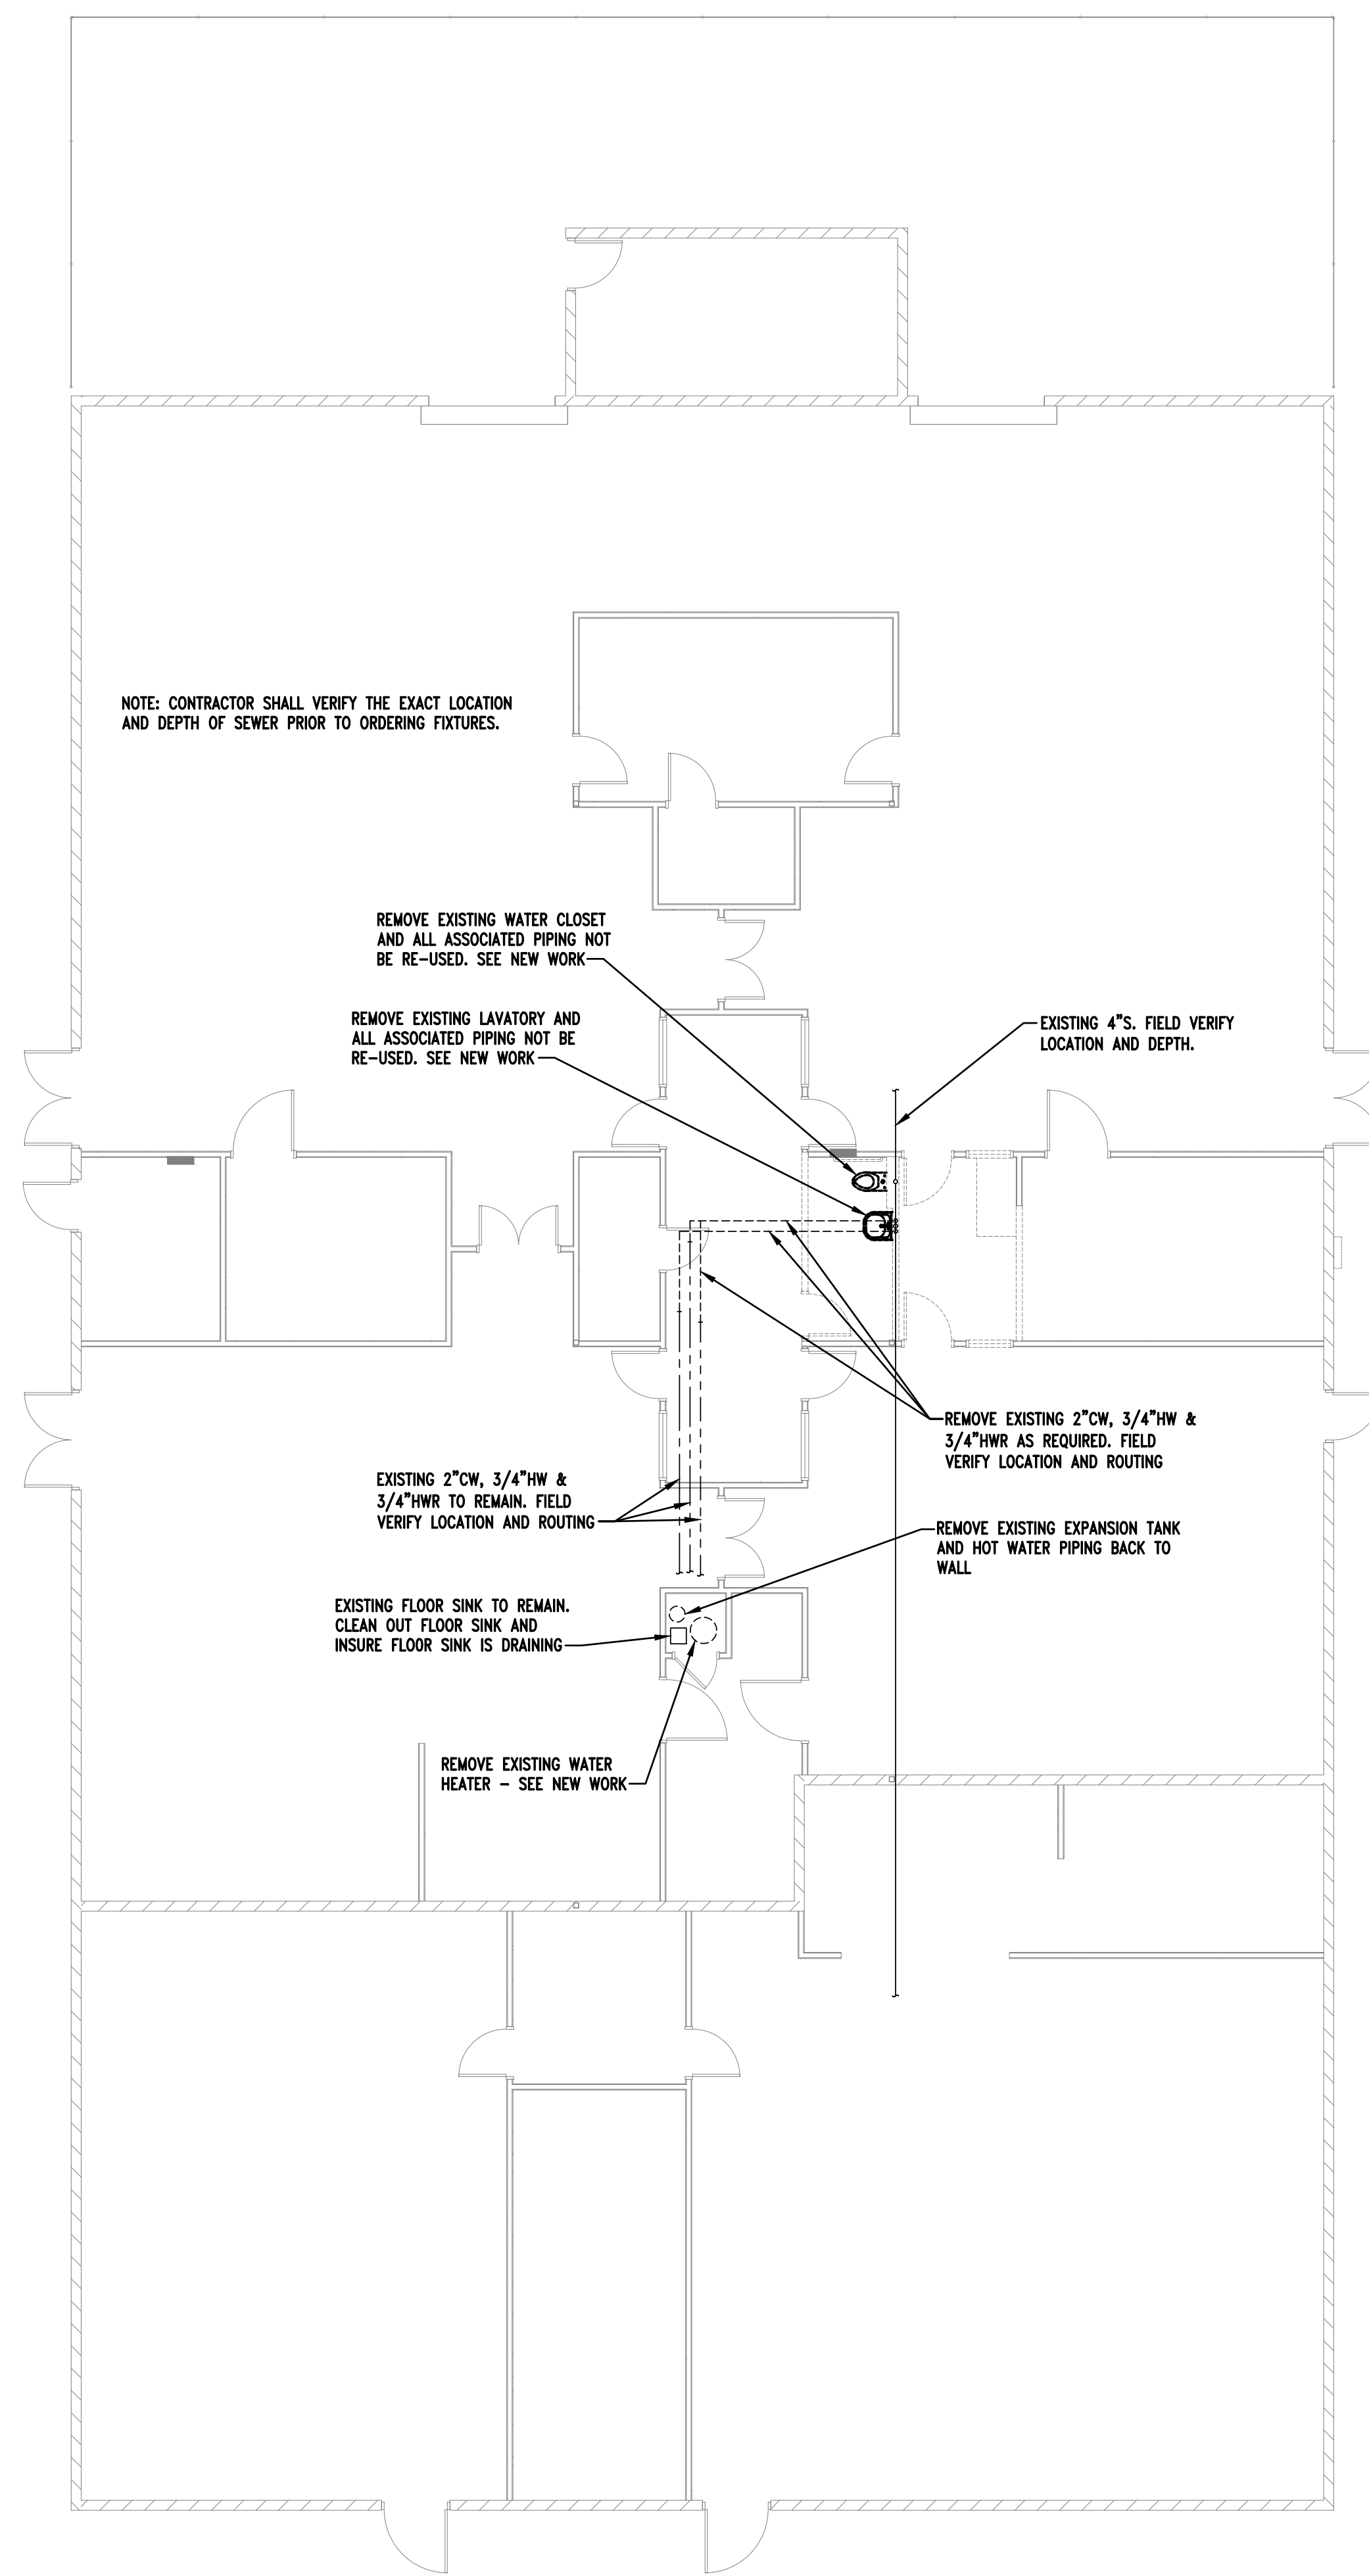 NOTE: CONTRACTOR SHALL VERIFY THE EXACT LOCATION
AND DEPTH OF SEWER PRIOR TO ORDERING FIXTURES.
REMOVE EXISTING WATER CLOSET
AND ALL ASSOCIATED PIPING NOT
BE RE-USED. SEE NEW WORK
REMOVE EXISTING LAVATORY AND
ALL ASSOCIATED PIPING NOT BE
RE-USED. SEE NEW WORK
EXISTING 4"S. FIELD VERIFY
LOCATION AND DEPTH.
REMOVE EXISTING 2"CW, 3/4"HW &
3/4"HWR AS REQUIRED. FIELD
VERIFY LOCATION AND ROUTING
EXISTING 2"CW, 3/4"HW &
3/4"HWR TO REMAIN. FIELD
VERIFY LOCATION AND ROUTING
REMOVE EXISTING EXPANSION TANK
AND HOT WATER PIPING BACK TO
WALL
EXISTING FLOOR SINK TO REMAIN.
CLEAN OUT FLOOR SINK AND
INSURE FLOOR SINK IS DRAINING
REMOVE EXISTING WATER
HEATER - SEE NEW WORK